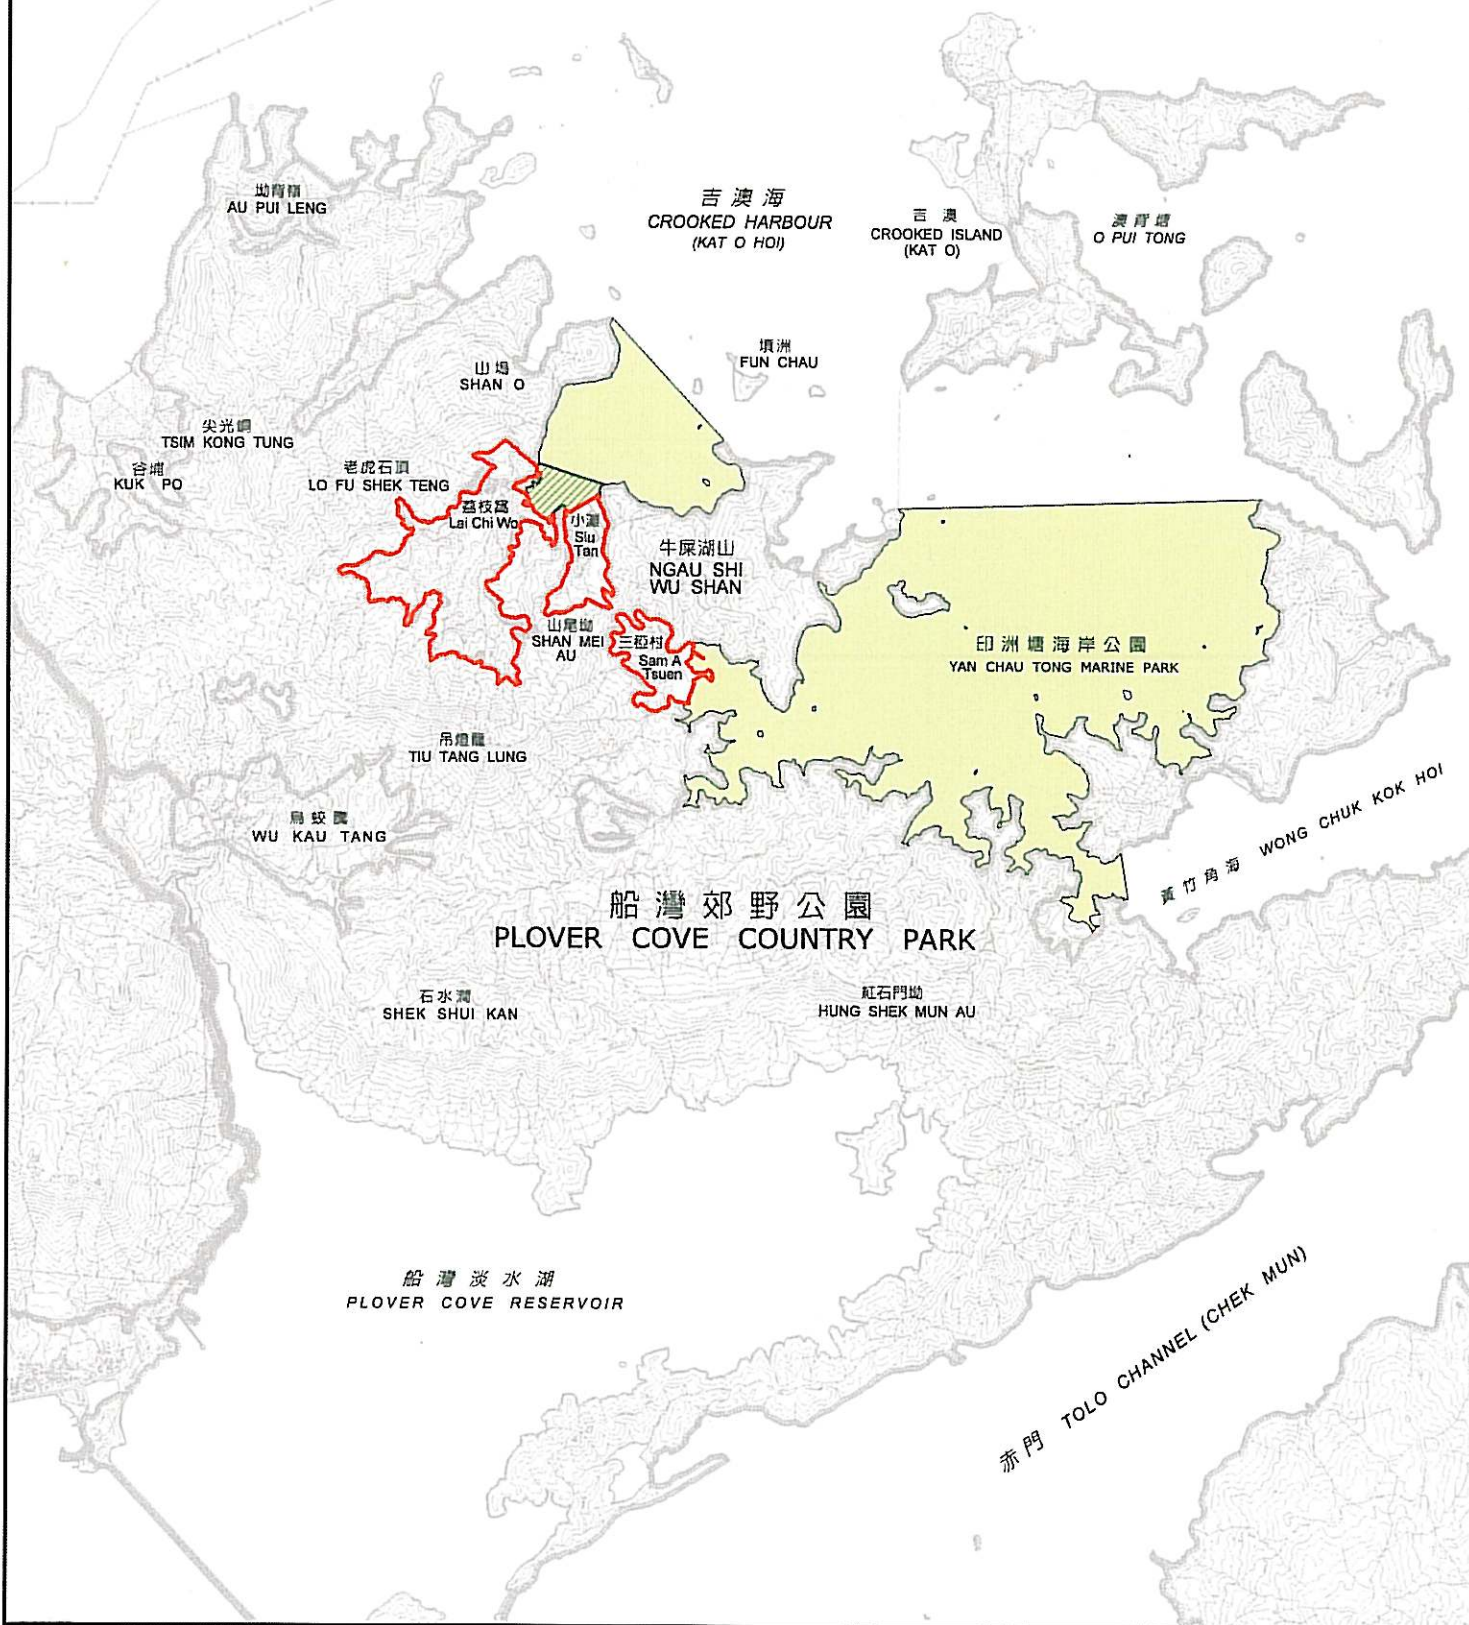 坳背嶺
AU PUI LENG
吉澳海
CROOKED HARBOUR
(KAT O HOI)
吉澳
CROOKED ISLAND
(KAT O)
澳背塘
O PUI TONG
墳洲
FUN CHAU
山塢
SHAN O
尖光峒
TSIM KONG TUNG
谷埔
KUK PO
老虎石頂
LO FU SHEK TENG
荔枝窩
Lai Chi Wo
小灘
Siu
Tan
牛屎湖山
NGAU SHI
WU SHAN
山尾坳
SHAN MEI
AU
三椏村
Sam A
Tsuen
印洲塘海岸公園
YAN CHAU TONG MARINE PARK
吊燈籠
TIU TANG LUNG
烏蛟騰
WU KAU TANG
黃竹角海 WONG CHUK KOK HOI
船灣郊野公園
PLOVER COVE COUNTRY PARK
石水澗
SHEK SHUI KAN
紅石門坳
HUNG SHEK MUN AU
船灣淡水湖
PLOVER COVE RESERVOIR
赤門 TOLO CHANNEL (CHEK MUN)